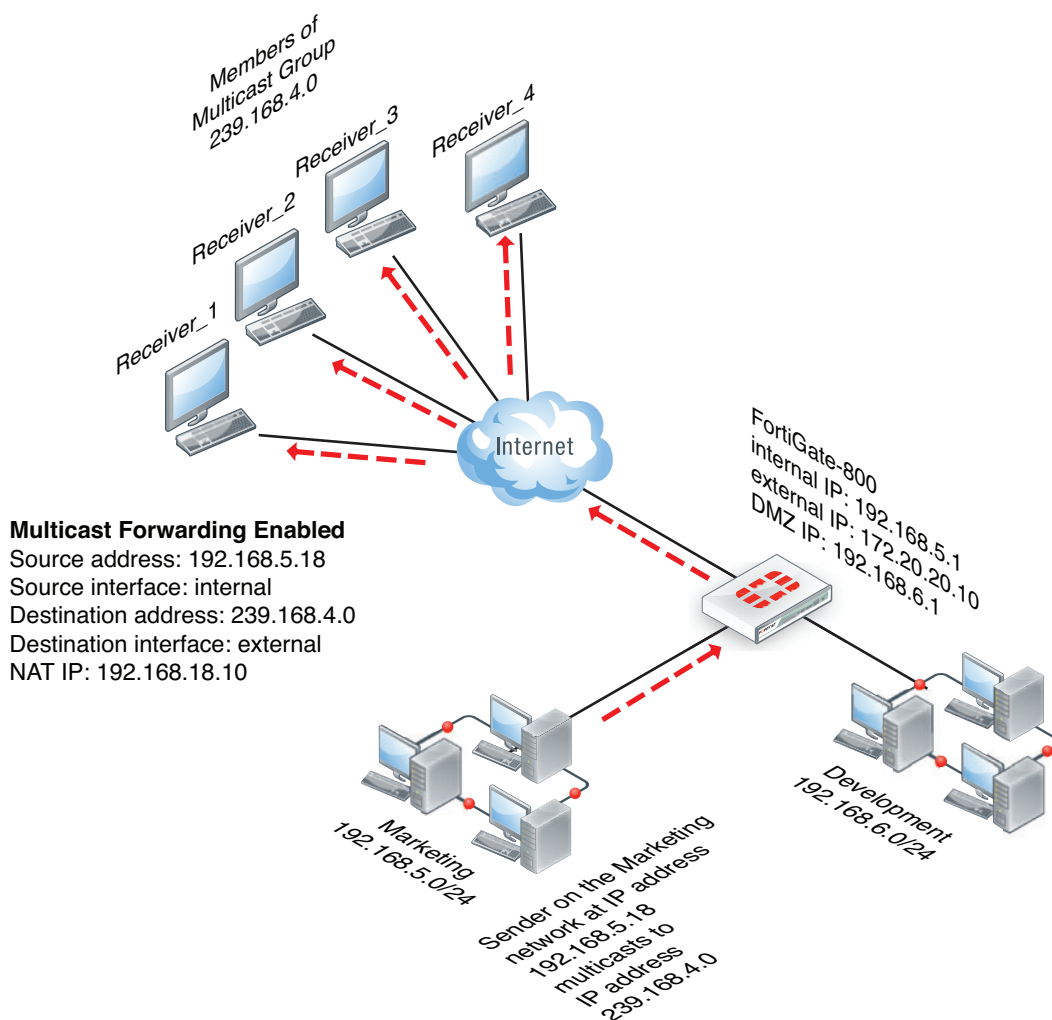 Members of
Multicast Group
239.168.4.0
Receiver_1
Receiver_2
Receiver_3
Receiver_4
Internet
FortiGate-800
internal IP: 192.168.5.1
external IP: 172.20.20.10
DMZ IP: 192.168.6.1
Multicast Forwarding Enabled
Source address: 192.168.5.18
Source interface: internal
Destination address: 239.168.4.0
Destination interface: external
NAT IP: 192.168.18.10
Marketing
192.168.5.0/24
Sender on the Marketing
network at IP address
192.168.5.18
multicasts to
IP address
239.168.4.0
Development
192.168.6.0/24